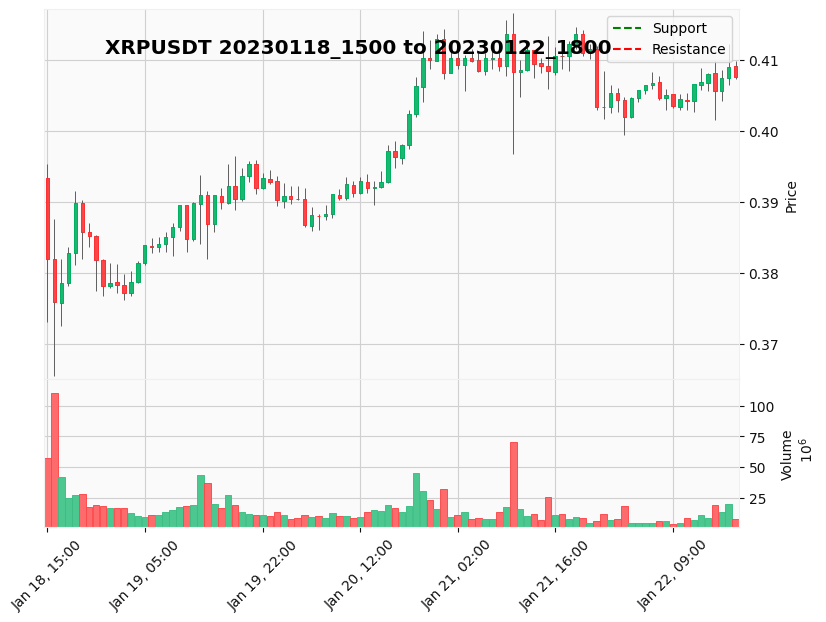 XRPUSDT 20230118_1500 to 20230122_1800
Support
Resistance
0.41
0.40
0.39
0.38
0.37
Price
100
75
50
25
Volume
10^6
Jan 18, 15:00
Jan 19, 05:00
Jan 19, 22:00
Jan 20, 12:00
Jan 21, 02:00
Jan 21, 16:00
Jan 22, 09:00